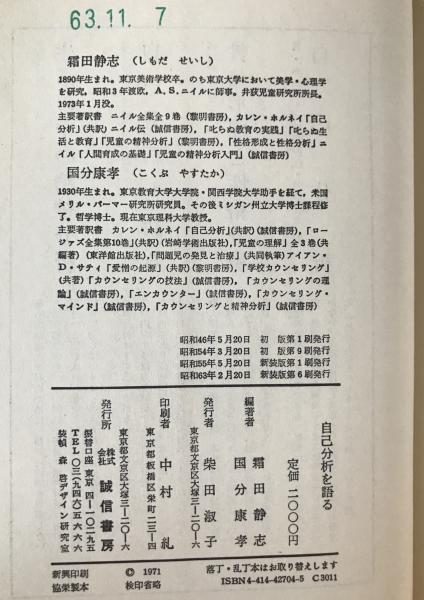 63.11. 7
霜田静志 (しもだ せいし)
1890年生まれ。東京美術学校卒。のち東京大学において美学・心理学
を研究。昭和3年渡欧，A．S．ニイルに師事。井荻児童研究所所長。
1973年1月没。
主要著訳書 ニイル全集全9巻 (黎明書房)，カレン・ホルネイ「自己
分析」(共訳) ニイル伝 (誠信書房)，「叱らぬ教育の実践」「叱らぬ生
活と教育」「児童の精神分析」(黎明書房)，「性格形成と性格分析」ニ
イル「人間育成の基礎」「児童の精神分析入門」(誠信書房)
国分康孝 (こくぶ やすたか)
1930年生まれ。東京教育大学大学院・関西学院大学助手を経て，米国
メリル・パーマー研究所研究員。その後ミシガン州立大学博士課程修
了。哲学博士。現在東京理科大学教授。
主要著訳書 カレン・ホルネイ「自己分析」(共訳)(誠信書房)，「ロー
ジァズ全集第10巻」(共訳)(岩崎学術出版社)，「児童の理解」全3巻(共
編著) (東洋館出版社)，「問題児の発見と治療」(共同執筆)アイアン・
D・サティ「愛憎の起源」(共訳)(黎明書房)，「学校カウンセリング」
(共著)「カウンセリングの技法」(誠信書房)，「カウンセリングの理
論」(誠信書房)，「エンカウンター」(誠信書房)，「カウンセリング・
マインド」(誠信書房)，「カウンセリングと精神分析」(誠信書房)
昭和46年5月20日 初 版第1刷発行
昭和54年3月20日 初 版第9刷発行
昭和55年5月20日 新装版第1刷発行
昭和63年2月20日 新装版第6刷発行
自己分析を語る
定価 二〇〇〇円
編著者 霜田静志
国分康孝
発行者 柴田淑子
東京都文京区大塚三―二〇―六
印刷者 中村 糺
東京都板橋区栄町二―三
発行所 株式会社 誠信書房
東京都文京区大塚三―二〇―六
振替口座 東京 四―一〇二九五
TEL〇三(九四六)五六六六
装幀 森 啓デザイン研究室
新興印刷
協栄製本
© 1971
検印省略
落丁・乱丁本はお取り替えします
ISBN4-414-42704-5 C3011